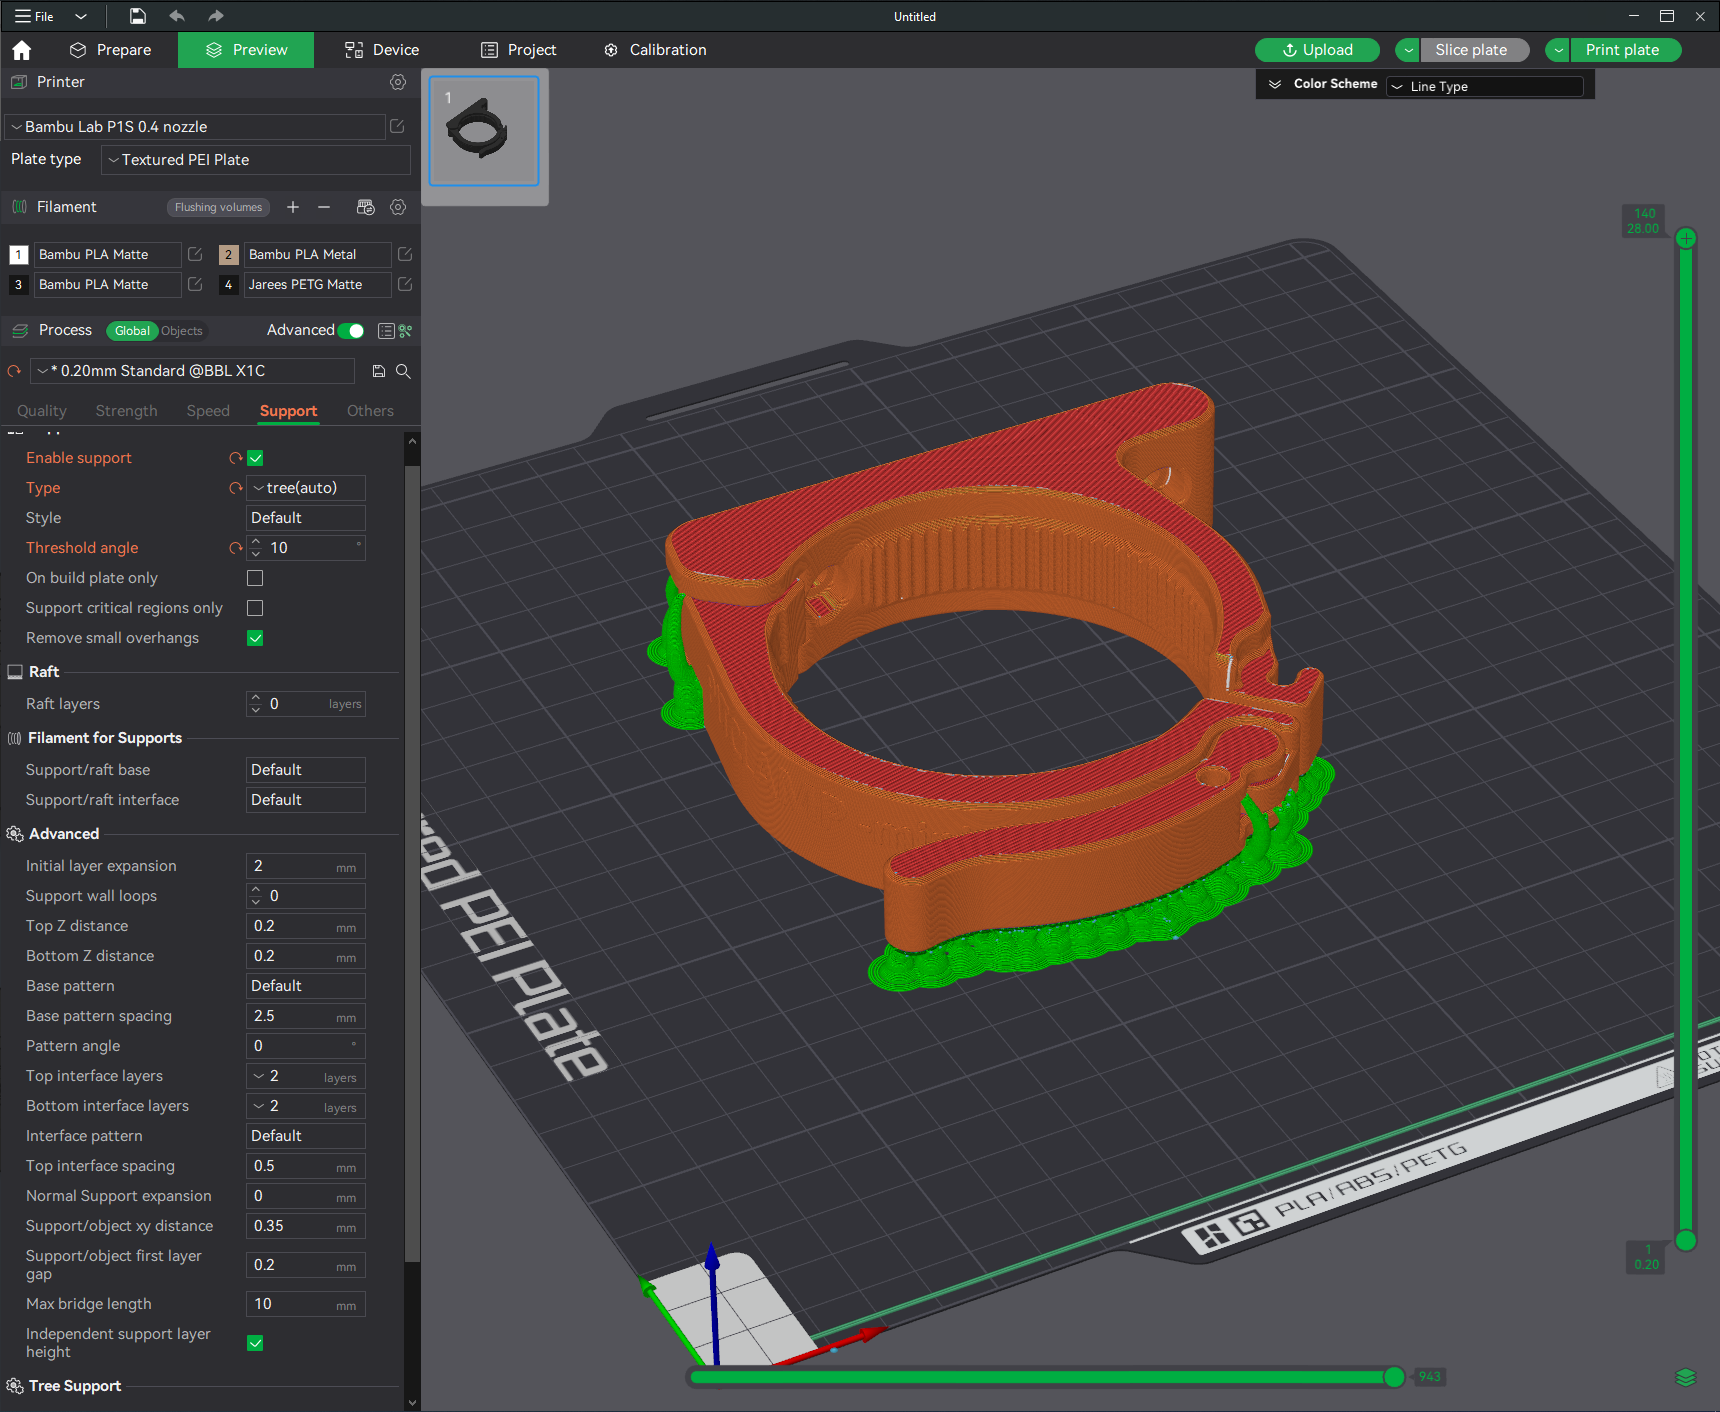 File
Untitled
Prepare
Preview
Device
Project
Calibration
Upload
Slice plate
Print plate
Printer
Bambu Lab P1S 0.4 nozzle
Plate type
Textured PEI Plate
Filament
Flushing volumes
1
Bambu PLA Matte
2
Bambu PLA Metal
3
Bambu PLA Matte
4
Jarees PETG Matte
Process
Global
Objects
Advanced
* 0.20mm Standard @BBL X1C
Quality
Strength
Speed
Support
Others
Enable support
Type
tree(auto)
Style
Default
Threshold angle
10
°
On build plate only
Support critical regions only
Remove small overhangs
Raft
Raft layers
0
layers
Filament for Supports
Support/raft base
Default
Support/raft interface
Default
Advanced
Initial layer expansion
2
mm
Support wall loops
0
Top Z distance
0.2
mm
Bottom Z distance
0.2
mm
Base pattern
Default
Base pattern spacing
2.5
mm
Pattern angle
0
°
Top interface layers
2
layers
Bottom interface layers
2
layers
Interface pattern
Default
Top interface spacing
0.5
mm
Normal Support expansion
0
mm
Support/object xy distance
0.35
mm
Support/object first layer
gap
0.2
mm
Max bridge length
10
mm
Independent support layer
height
Tree Support
1
Color Scheme
Line Type
140
28.00
red PEI Plate
PLA/ABS/PETG
1
0.20
943